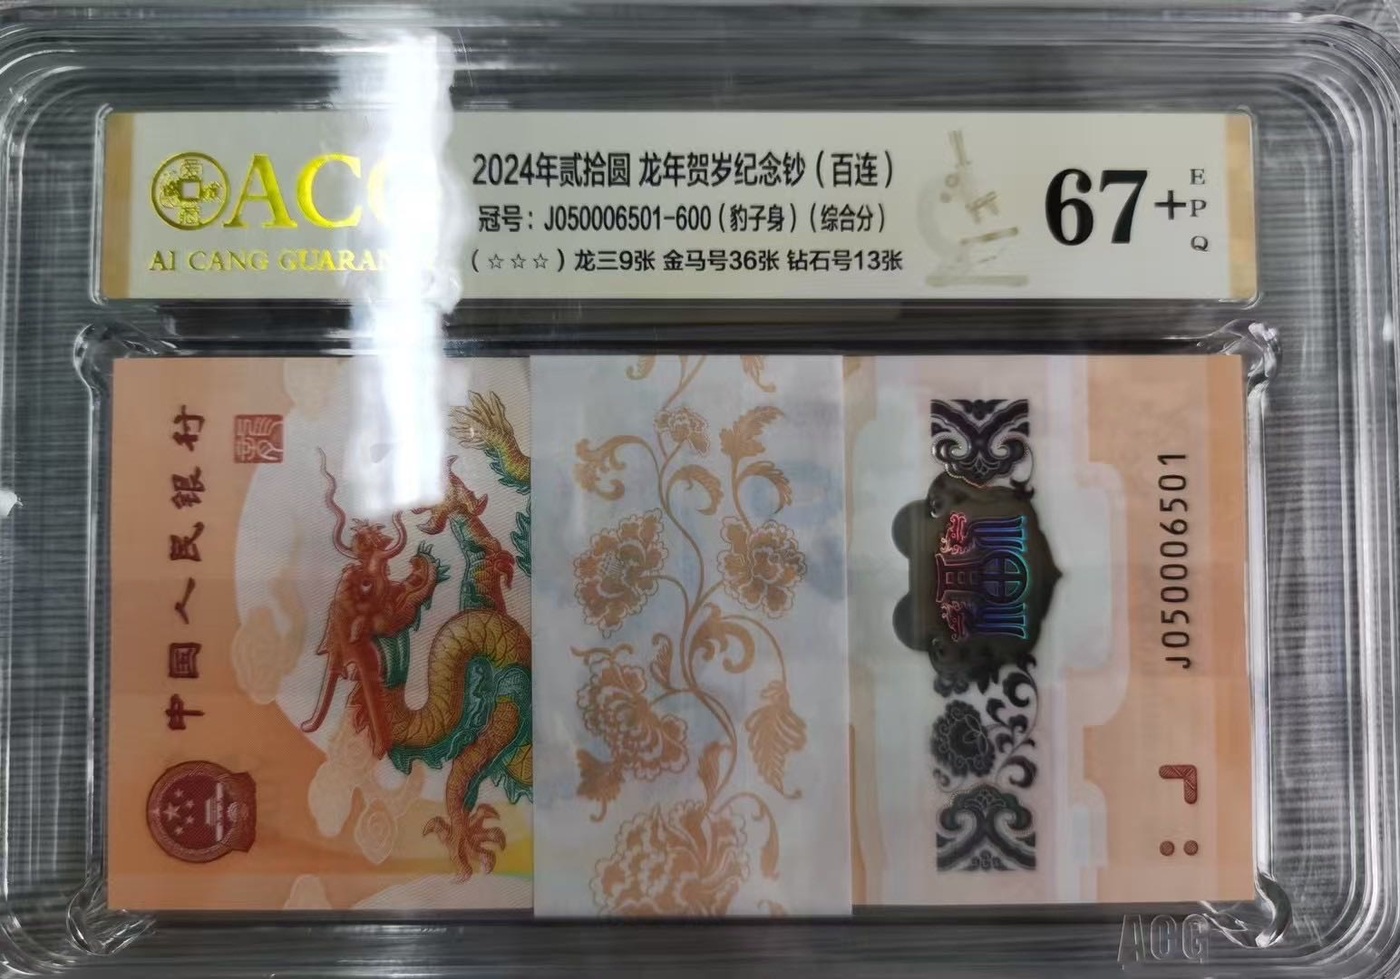 AC
AI CANG GUARAN
2024年贰拾圆 龙年贺岁纪念钞（百连）
冠号：J050006501-600（豹子身）（综合分）
（☆☆☆）龙三9张 金马号36张 钻石号13张
67+
EPQ
中国人民银行
J050006501
ACG